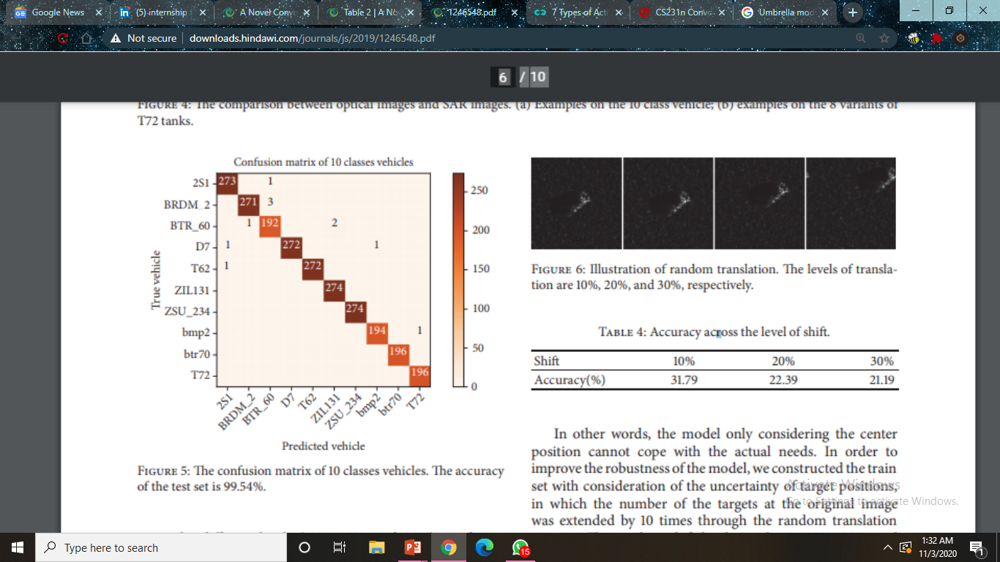 Google News
(5) internship
A Novel Conv
Table 2 | A No
1246548.pdf
7 Types of Acti
CS231n Convo
Umbrella mod
Not secure
downloads.hindawi.com/journals/js/2019/1246548.pdf
6 / 10
FIGURE 4: The comparison between optical images and SAR images. (a) Examples on the 10 class vehicle; (b) examples on the 8 variants of
T72 tanks.
Confusion matrix of 10 classes vehicles
2S1 273 1
BRDM_2 271 3
BTR_60 1 192 2
D7 1 272 1
T62 1 272
ZIL131 274
ZSU_234 274
bmp2 194 1
btr70 196
T72 196
True vehicle
2S1 BRDM_2 BTR_60 D7 T62 ZIL131 ZSU_234 bmp2 btr70 T72
Predicted vehicle
250
200
150
100
50
0
FIGURE 5: The confusion matrix of 10 classes vehicles. The accuracy
of the test set is 99.54%.
FIGURE 6: Illustration of random translation. The levels of transla-
tion are 10%, 20%, and 30%, respectively.
TABLE 4: Accuracy across the level of shift.
Shift 10% 20% 30%
Accuracy(%) 31.79 22.39 21.19
In other words, the model only considering the center
position cannot cope with the actual needs. In order to
improve the robustness of the model, we constructed the train
set with consideration of the uncertainty of target positions,
in which the number of the targets at the original image
was extended by 10 times through the random translation
Activate Windows
Go to Settings to activate Windows.
Type here to search
15
1:32 AM
11/3/2020
1